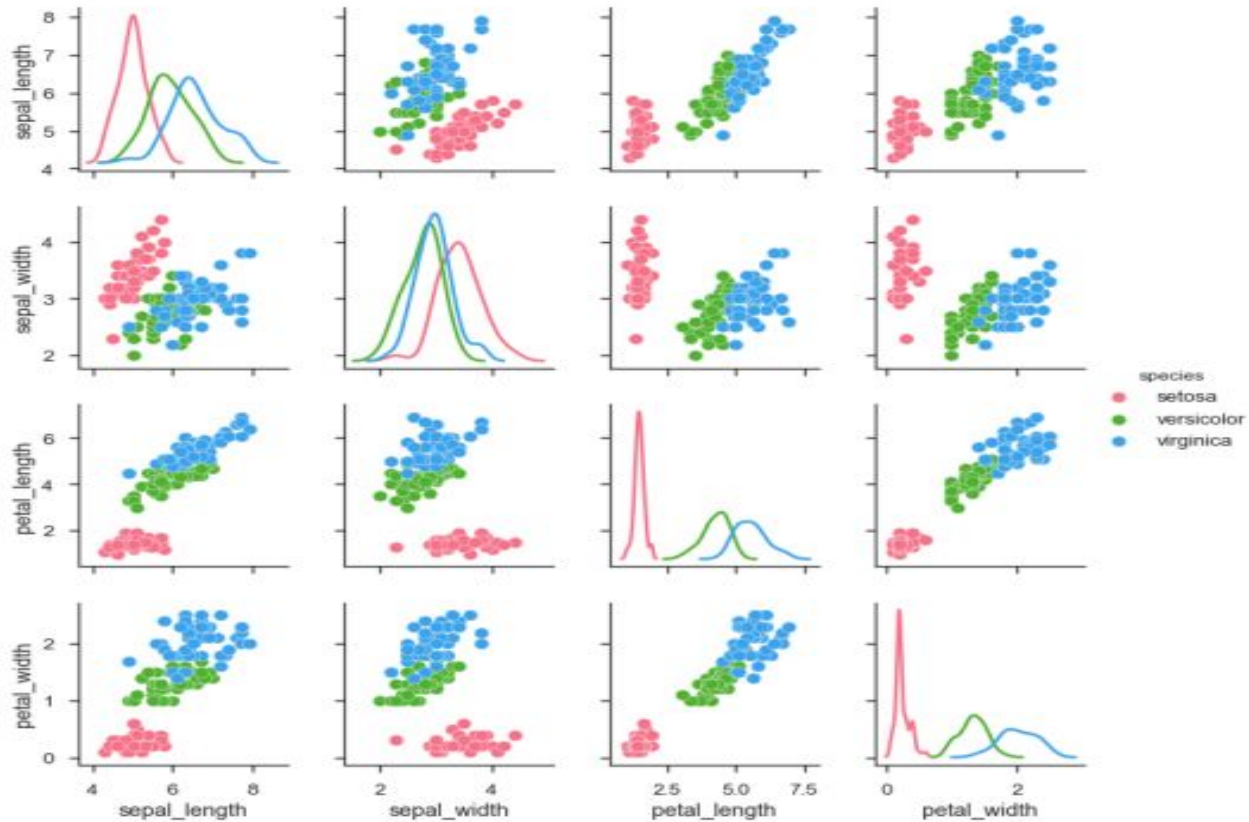 sepal_length
8
7
6
5
4
sepal_width
4
3
2
petal_length
6
4
2
petal_width
2
1
0
4 6 8
sepal_length
2 4
sepal_width
2.5 5.0 7.5
petal_length
0 2
petal_width
species
setosa
versicolor
virginica